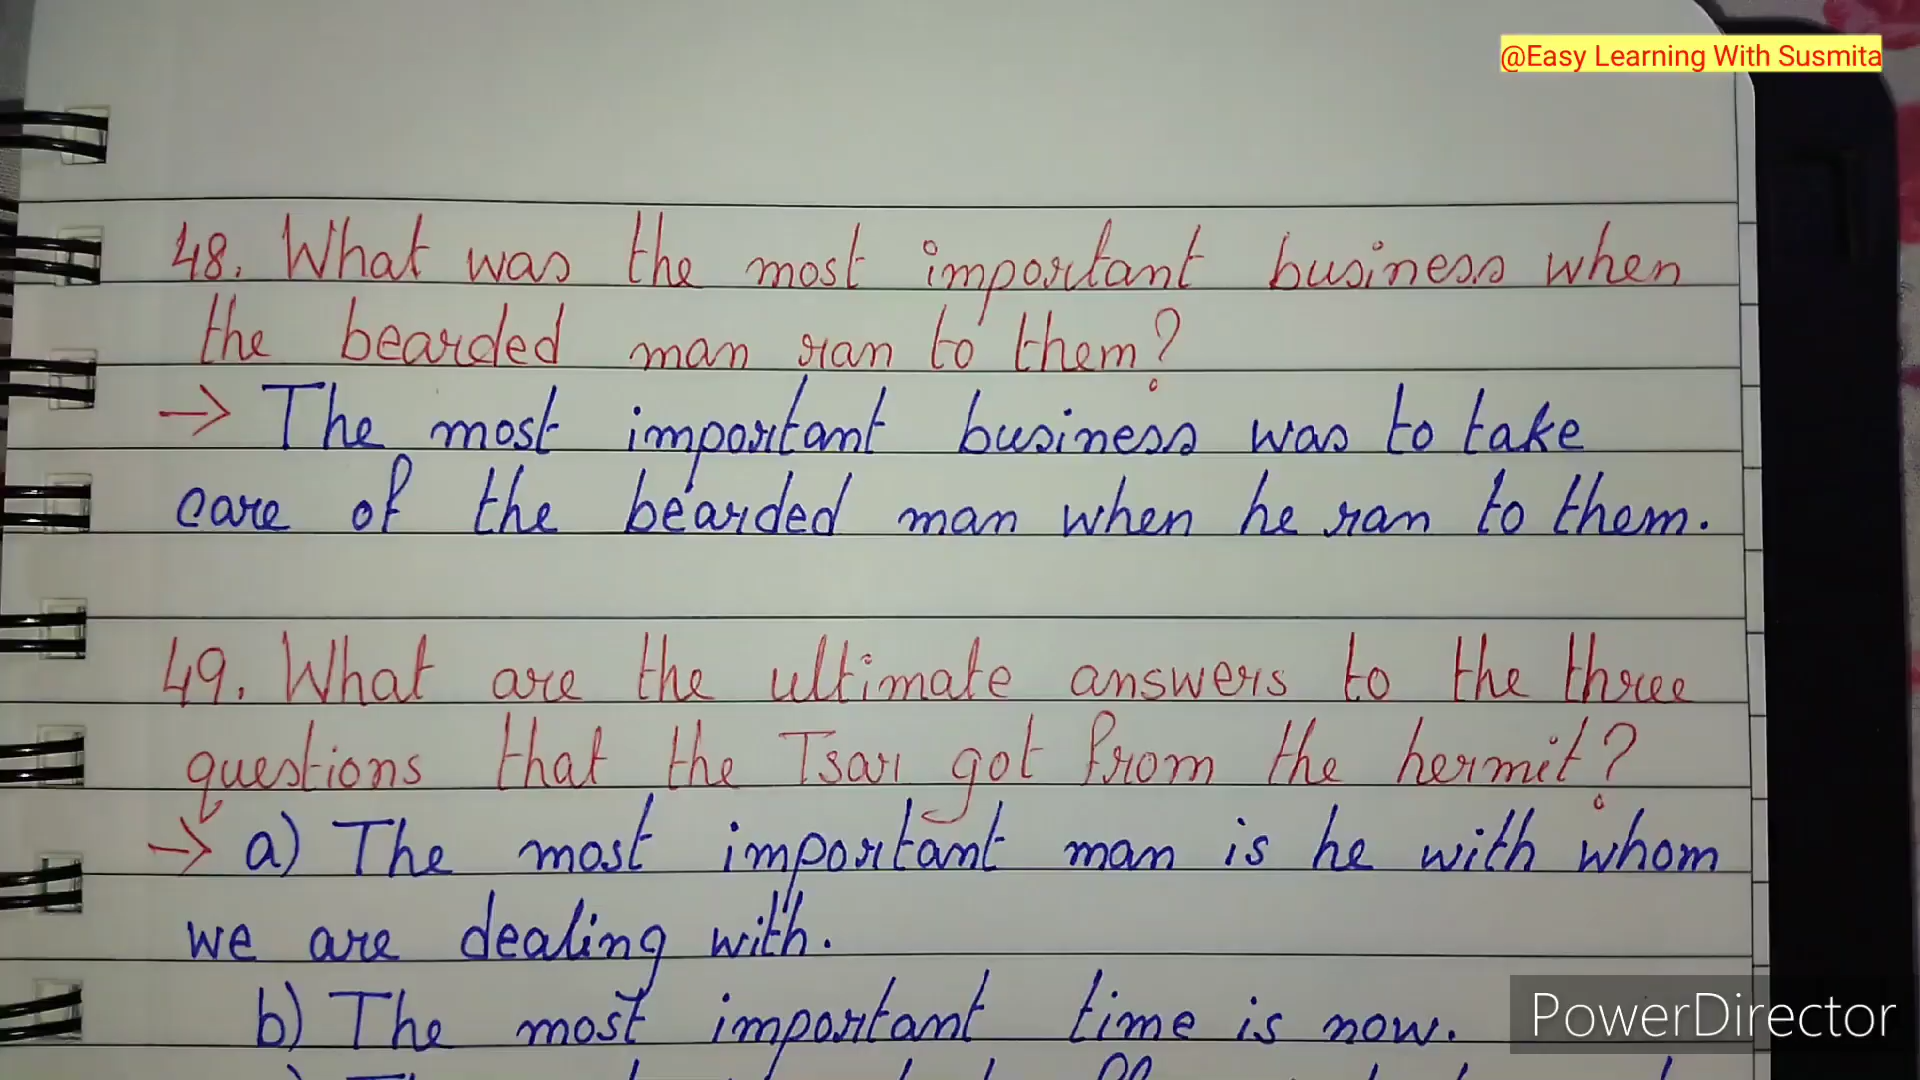 @Easy Learning With Susmita
48. What was the most important business when
the bearded man ran to them?
→ The most important business was to take
care of the bearded man when he ran to them.
49. What are the ultimate answers to the three
questions that the Tsar got from the hermit?
→ a) The most important man is he with whom
we are dealing with.
b) The most important time is now.
PowerDirector